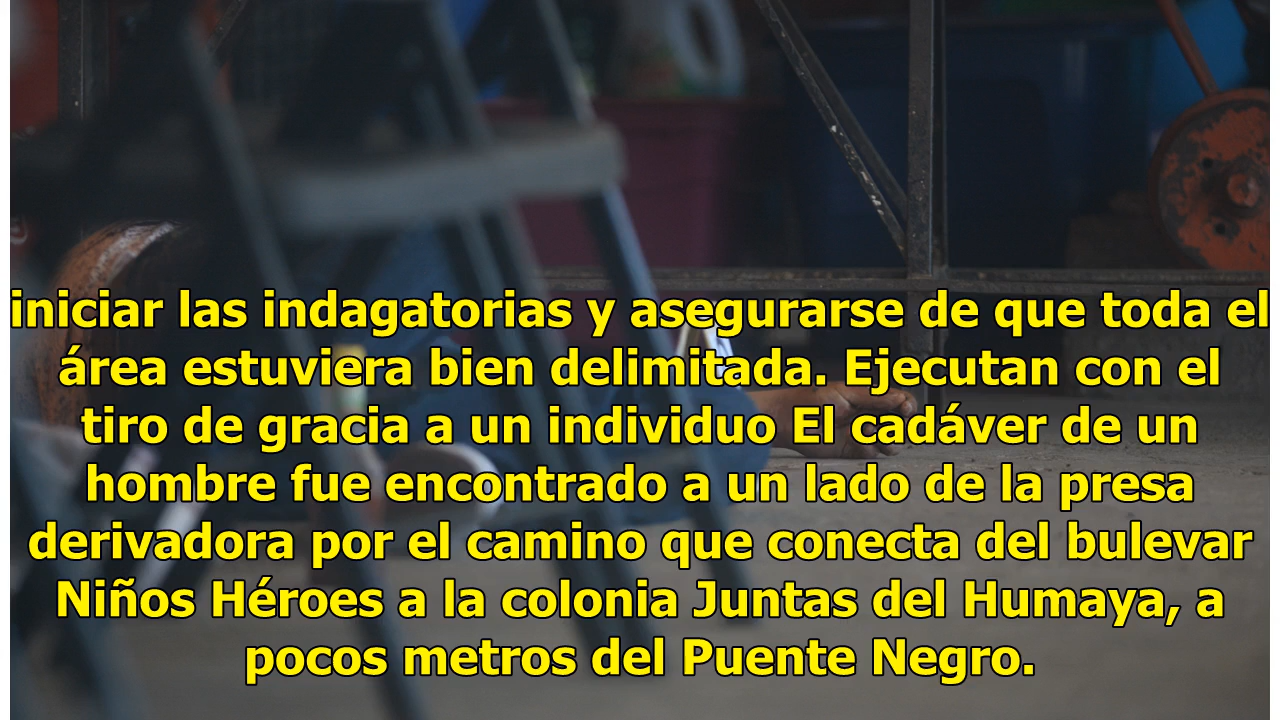 iniciar las indagatorias y asegurarse de que toda el
área estuviera bien delimitada. Ejecutan con el
tiro de gracia a un individuo El cadáver de un
hombre fue encontrado a un lado de la presa
derivadora por el camino que conecta del bulevar
Niños Héroes a la colonia Juntas del Humaya, a
pocos metros del Puente Negro.